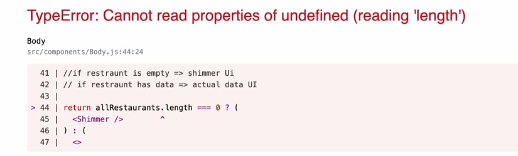 TypeError: Cannot read properties of undefined (reading 'length')
Body
src/components/Body.js:44:24
41 | //if restraunt is empty => shimmer Ui
42 | // if restraunt has data => actual data UI
43 |
> 44 | return allRestaurants.length === 0 ? (
45 | <Shimmer /> ^
46 | ) : (
47 | <>